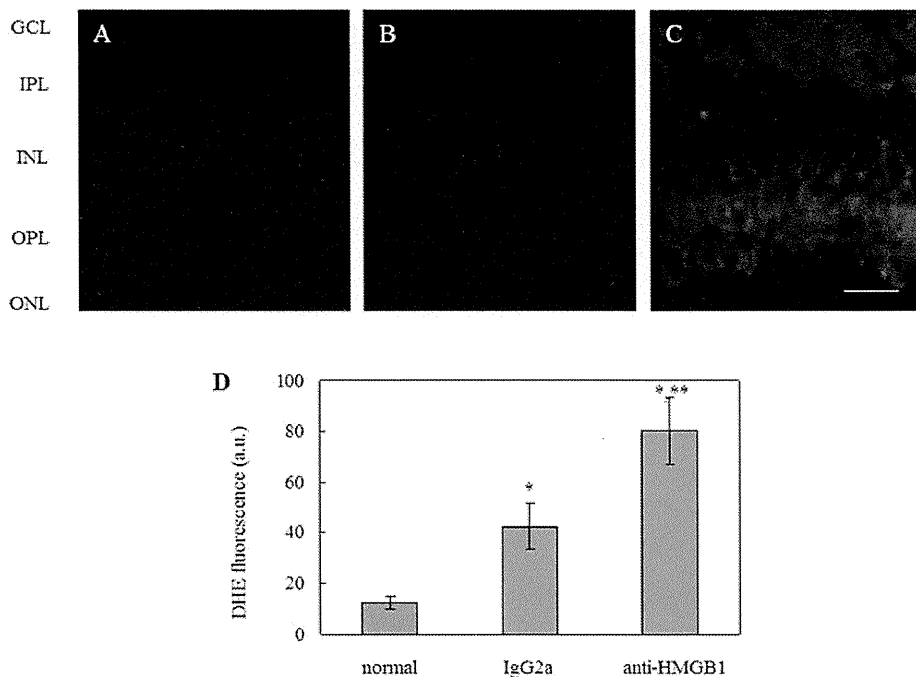 GCL
A
B
C
IPL
INL
OPL
ONL
D
100
* **
80
*
60
40
20
0
DHE fluorescence (a.u.)
normal IgG2a anti-HMGB1